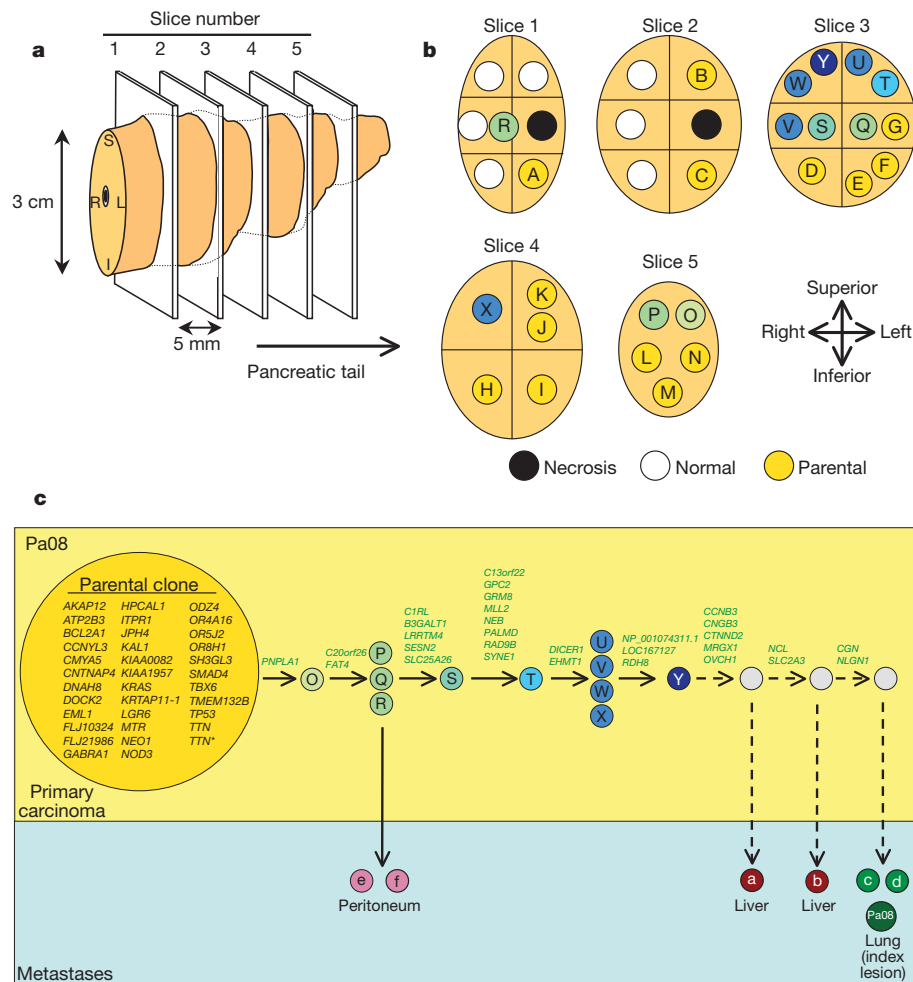 a
Slice number
1 2 3 4 5
S
R L
I
3 cm
5 mm
Pancreatic tail
b
Slice 1
R
A
Slice 2
B
C
Slice 3
Y U
W T
V S Q G
D E F
Slice 4
X K
J
H I
Slice 5
P O
L N
M
Superior
Right Left
Inferior
Necrosis Normal Parental
c
Pa08
Parental clone
AKAP12 HPCAL1 ODZ4
ATP2B3 ITPR1 OR4A16
BCL2A1 JPH4 OR5J2
CCNYL3 KAL1 OR8H1
CMYA5 KIAA0082 SH3GL3
CNTNAP4 KIAA1957 SMAD4
DNAH8 KRAS TBX6
DOCK2 KRTAP11-1 TMEM132B
EML1 LGR6 TP53
FLJ10324 MTR TTN
FLJ21986 NEO1 TTN*
GABRA1 NOD3
PNPLA1
O
C20orf26
FAT4
P
Q
R
C1RL
B3GALT1
LRRTM4
SESN2
SLC25A26
S
C13orf22
GPC2
GRM8
MLL2
NEB
PALMD
RAD9B
SYNE1
T
DICER1
EHMT1
U
V
W
X
NP_001074311.1
LOC167127
RDH8
Y
CCNB3
CNGB3
CTNND2
MRGX1
OVCH1
NCL
SLC2A3
CGN
NLGN1
Primary
carcinoma
e f
Peritoneum
a
Liver
b
Liver
c d
Pa08
Lung
(index
lesion)
Metastases